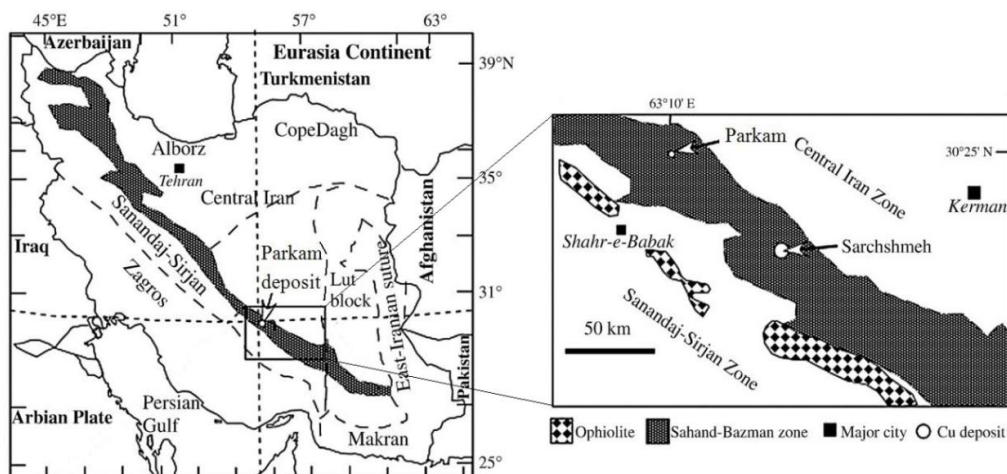 45°E 51° 57° 63°
Azerbaijan
Eurasia Continent
39°N
Turkmenistan
CopeDagh
Alborz
Tehran
35°
Central Iran
Sanandaj-Sirjan
Afghanistan
Iraq
Zagros
Parkam
deposit
Lut
block
31°
East-Iranian suture
Pakistan
Persian
Gulf
Arbian Plate
Makran
25°
63°10' E
Parkam
30°25' N
Central Iran Zone
Kerman
Shahr-e-Babak
Sarchshmeh
Sanandaj-Sirjan Zone
50 km
Ophiolite Sahand-Bazman zone Major city Cu deposit